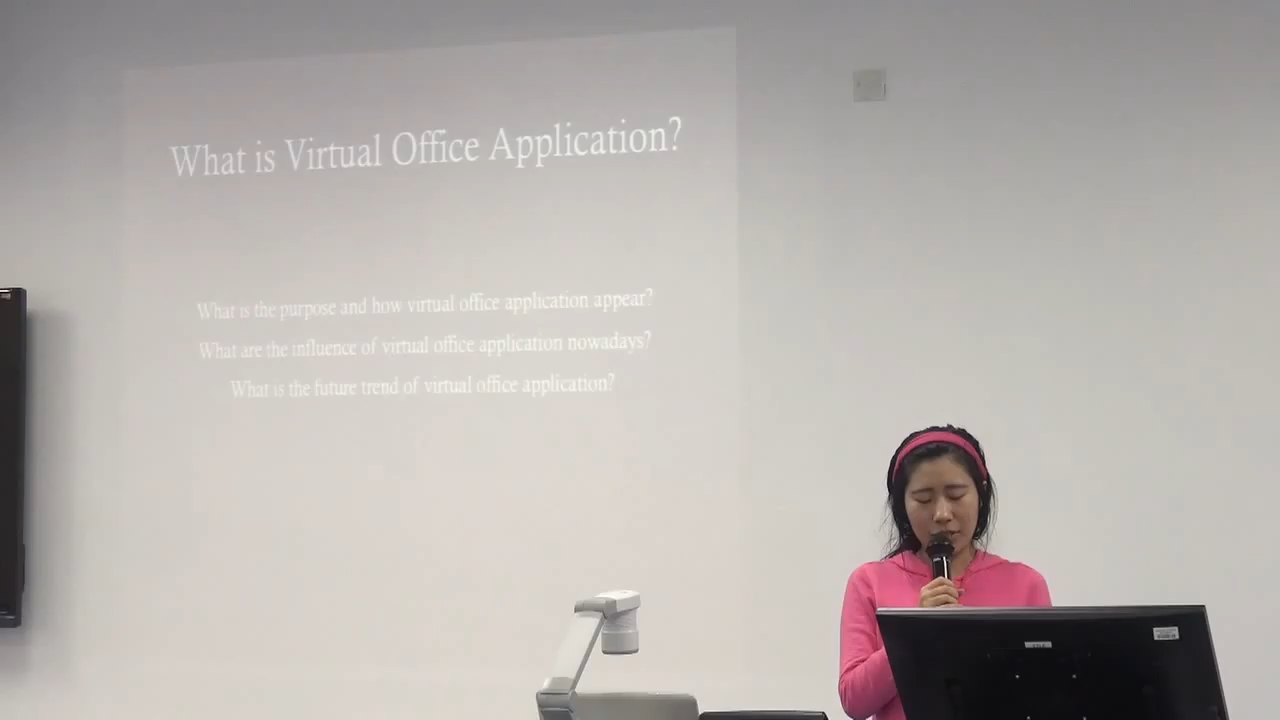 What is Virtual Office Application?
What is the purpose and how virtual office application appear?
What are the influence of virtual office application nowadays?
What is the future trend of virtual office application?